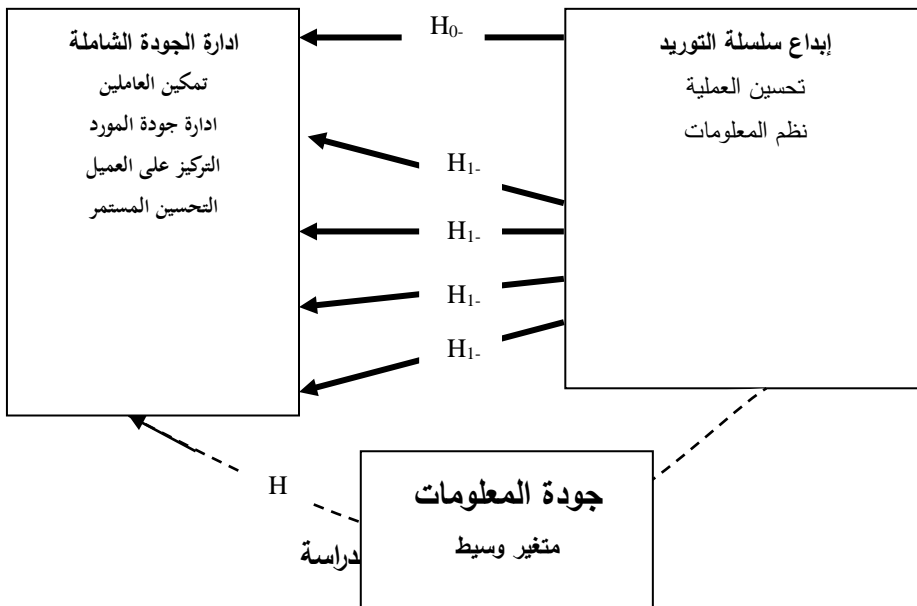 إبداع سلسلة التوريد
تحسين العملية
نظم المعلومات
H0-
H1-
H1-
H1-
H1-
ادارة الجودة الشاملة
تمكين العاملين
ادارة جودة المورد
التركيز على العميل
التحسين المستمر
H
جودة المعلومات
متغير وسيط